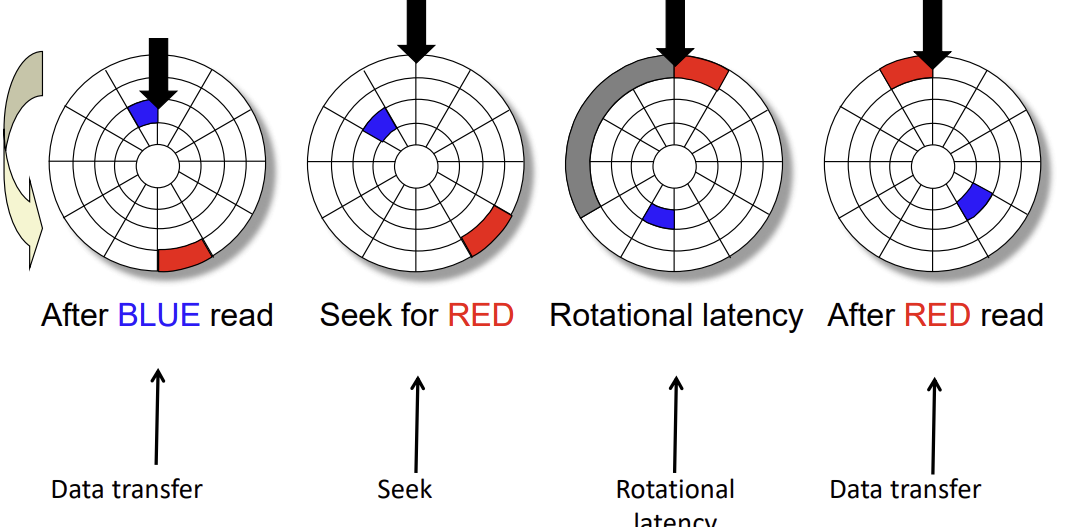 After BLUE read
Seek for RED
Rotational latency
After RED read
Data transfer
Seek
Rotational
latency
Data transfer